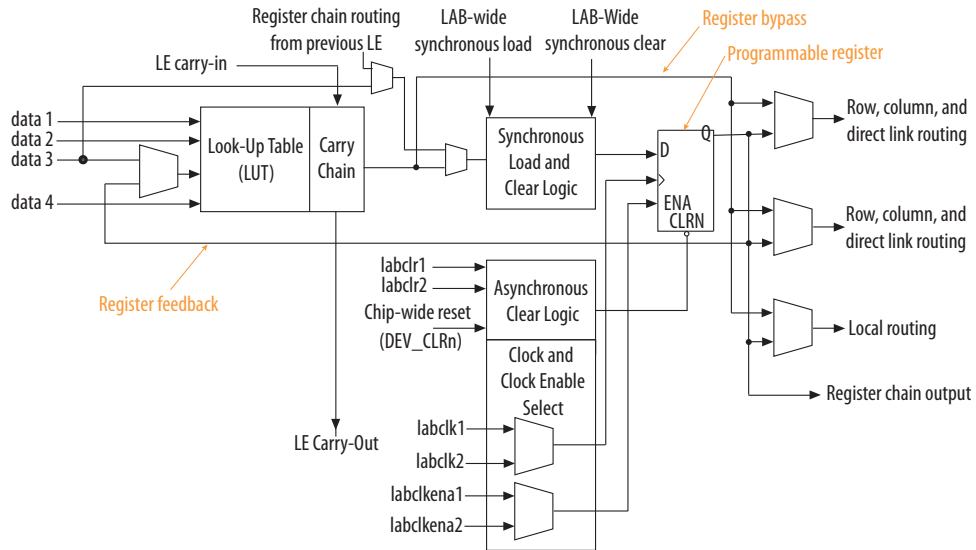 Register chain routing
from previous LE
LAB-wide
synchronous load
LAB-Wide
synchronous clear
Register bypass
Programmable register
LE carry-in
data 1
data 2
data 3
data 4
Look-Up Table
(LUT)
Carry
Chain
Synchronous
Load and
Clear Logic
D
Q
ENA
CLRN
Row, column, and
direct link routing
Row, column, and
direct link routing
Register feedback
labclr1
labclr2
Chip-wide reset
(DEV_CLRn)
Asynchronous
Clear Logic
Clock and
Clock Enable
Select
Local routing
Register chain output
LE Carry-Out
labclk1
labclk2
labclkena1
labclkena2